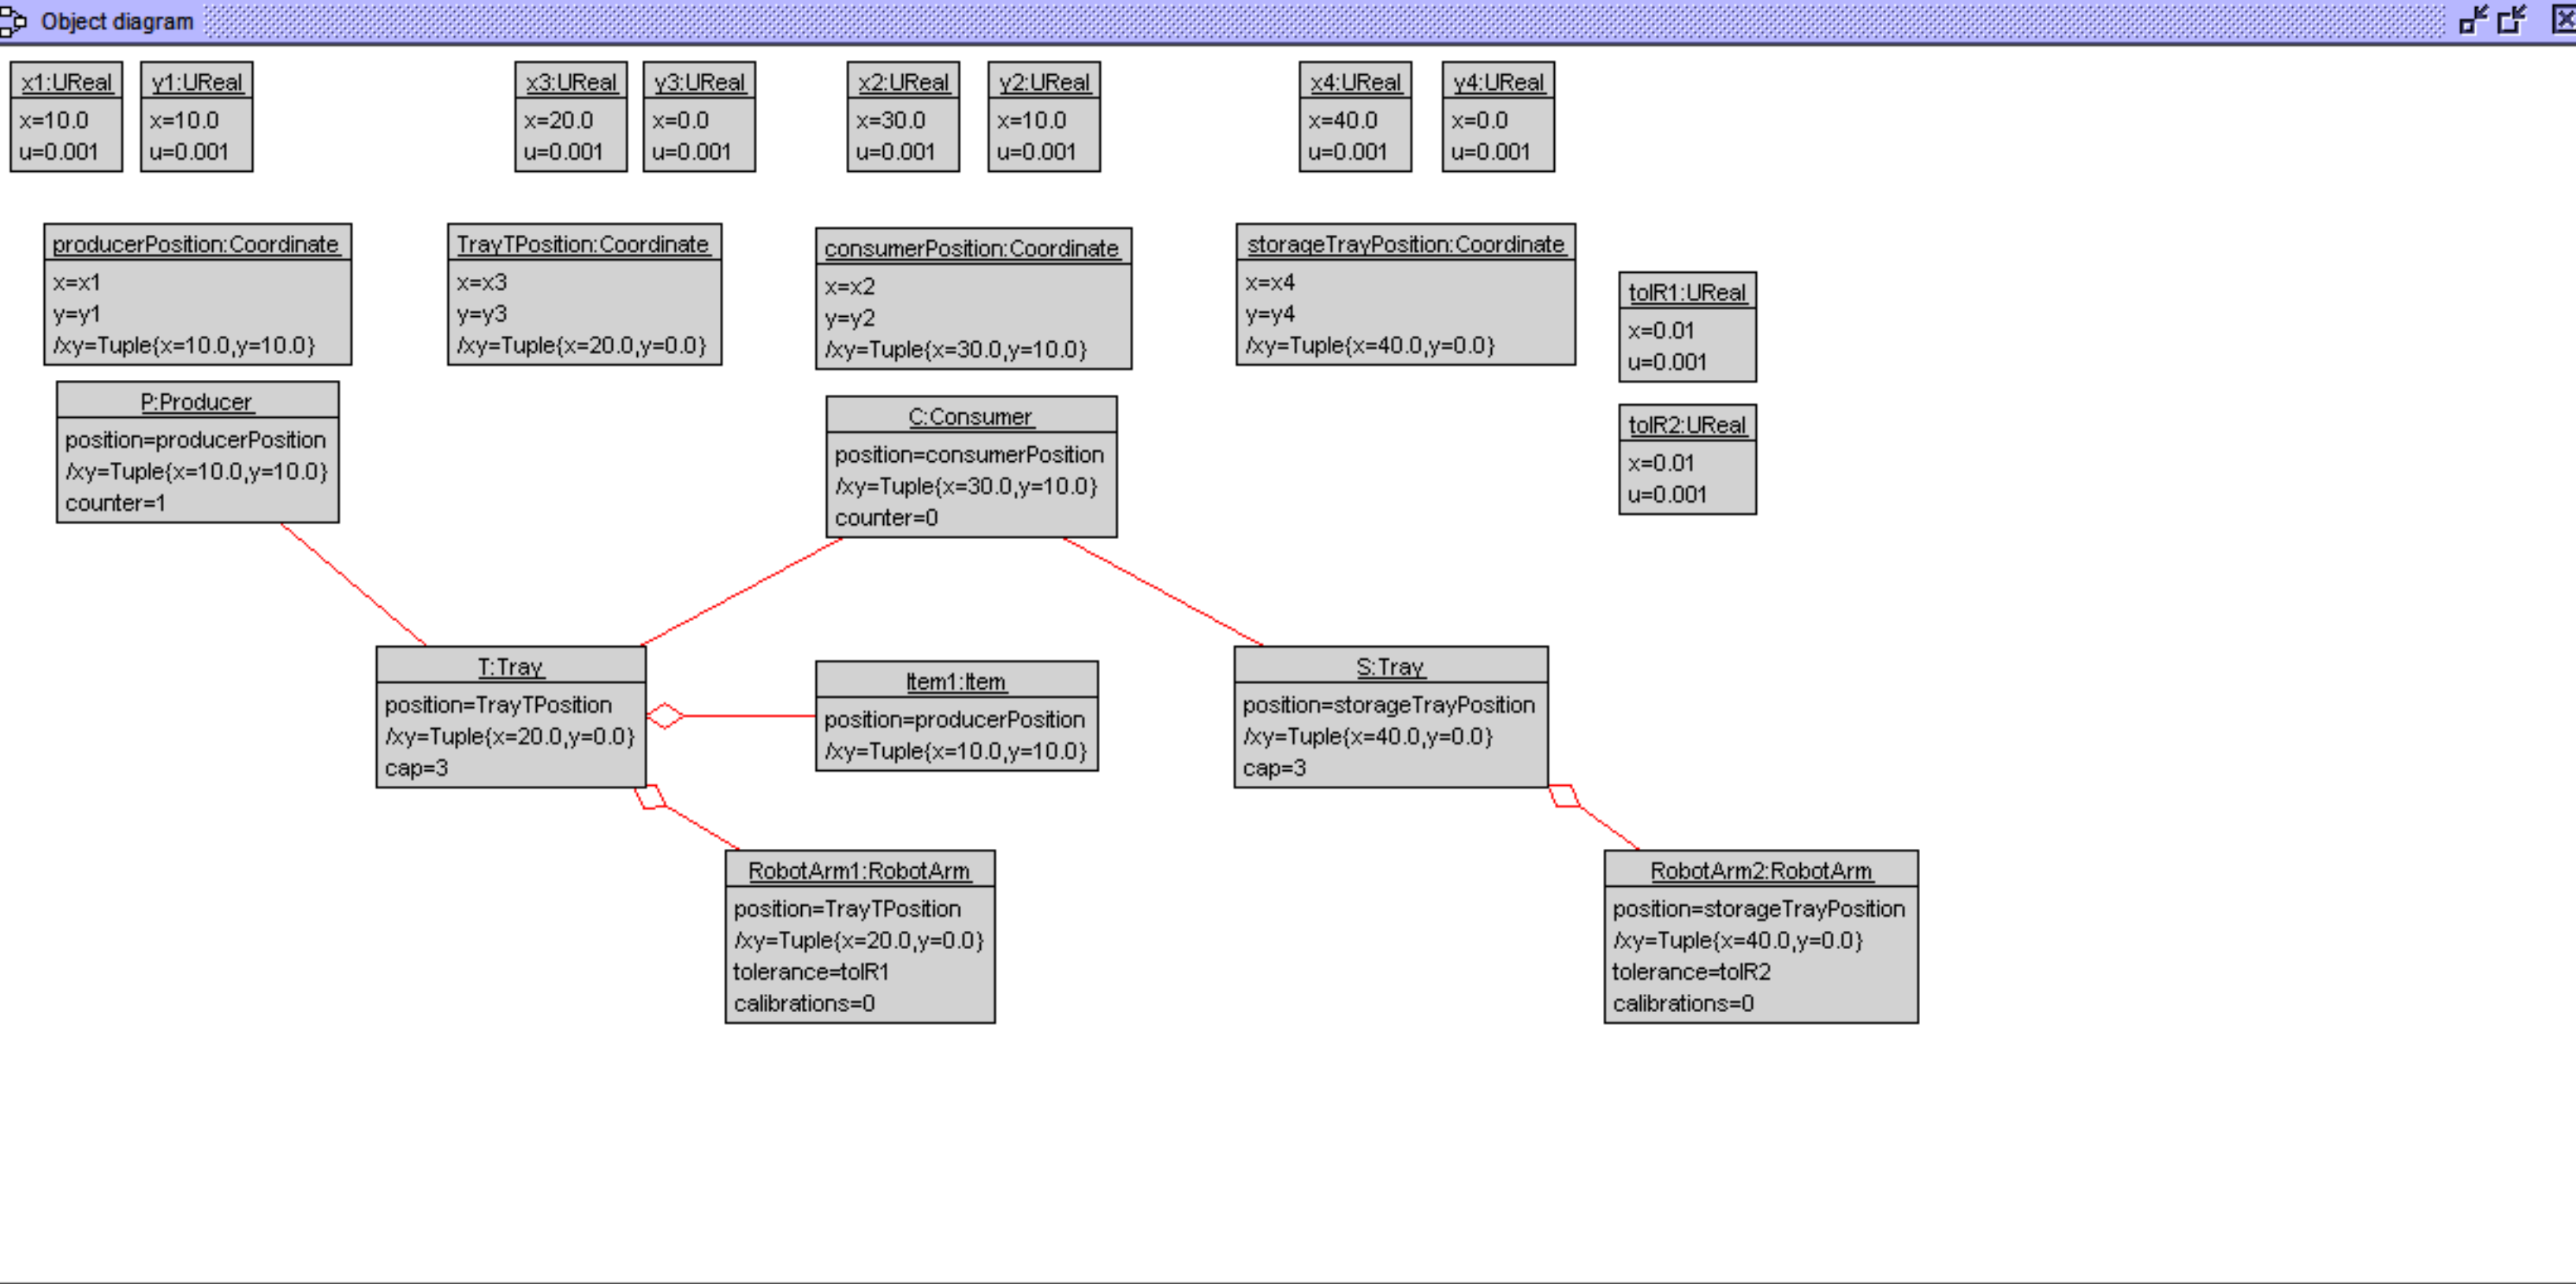 Object diagram
x1:UReal
x=10.0
u=0.001
y1:UReal
x=10.0
u=0.001
x3:UReal
x=20.0
u=0.001
y3:UReal
x=0.0
u=0.001
x2:UReal
x=30.0
u=0.001
y2:UReal
x=10.0
u=0.001
x4:UReal
x=40.0
u=0.001
y4:UReal
x=0.0
u=0.001
producerPosition:Coordinate
x=x1
y=y1
/xy=Tuple{x=10.0,y=10.0}
TrayTPosition:Coordinate
x=x3
y=y3
/xy=Tuple{x=20.0,y=0.0}
consumerPosition:Coordinate
x=x2
y=y2
/xy=Tuple{x=30.0,y=10.0}
storageTrayPosition:Coordinate
x=x4
y=y4
/xy=Tuple{x=40.0,y=0.0}
tolR1:UReal
x=0.01
u=0.001
P:Producer
position=producerPosition
/xy=Tuple{x=10.0,y=10.0}
counter=1
C:Consumer
position=consumerPosition
/xy=Tuple{x=30.0,y=10.0}
counter=0
tolR2:UReal
x=0.01
u=0.001
T:Tray
position=TrayTPosition
/xy=Tuple{x=20.0,y=0.0}
cap=3
Item1:Item
position=producerPosition
/xy=Tuple{x=10.0,y=10.0}
S:Tray
position=storageTrayPosition
/xy=Tuple{x=40.0,y=0.0}
cap=3
RobotArm1:RobotArm
position=TrayTPosition
/xy=Tuple{x=20.0,y=0.0}
tolerance=tolR1
calibrations=0
RobotArm2:RobotArm
position=storageTrayPosition
/xy=Tuple{x=40.0,y=0.0}
tolerance=tolR2
calibrations=0